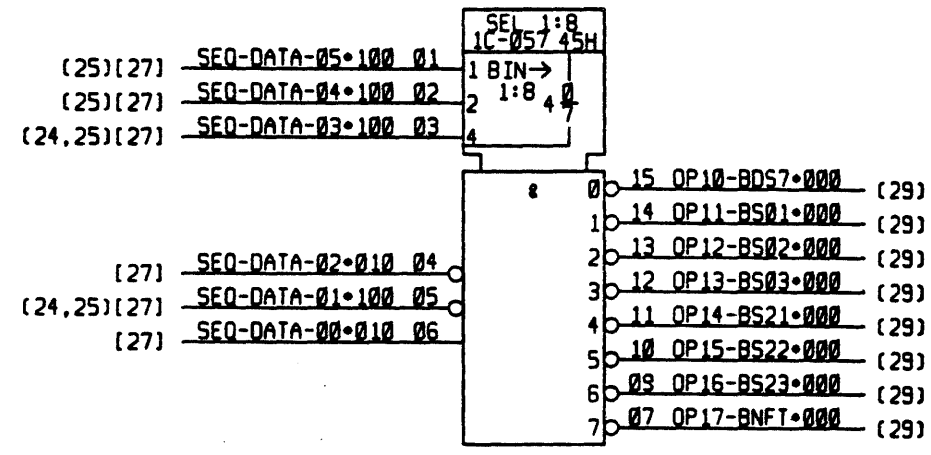 SEL 1:8
1C-057 45H
(25)[27] SEQ-DATA-05•100 01 1 BIN→
(25)[27] SEQ-DATA-04•100 02 2 1:8 4 0/7
(24,25)[27] SEQ-DATA-03•100 03 4
&
0 15 OP10-BDS7•000 (29)
1 14 OP11-BS01•000 (29)
2 13 OP12-BS02•000 (29)
[27] SEQ-DATA-02•010 04
3 12 OP13-BS03•000 (29)
(24,25)[27] SEQ-DATA-01•100 05
4 11 OP14-BS21•000 (29)
[27] SEQ-DATA-00•010 06
5 10 OP15-BS22•000 (29)
6 09 OP16-BS23•000 (29)
7 07 OP17-BNFT•000 (29)